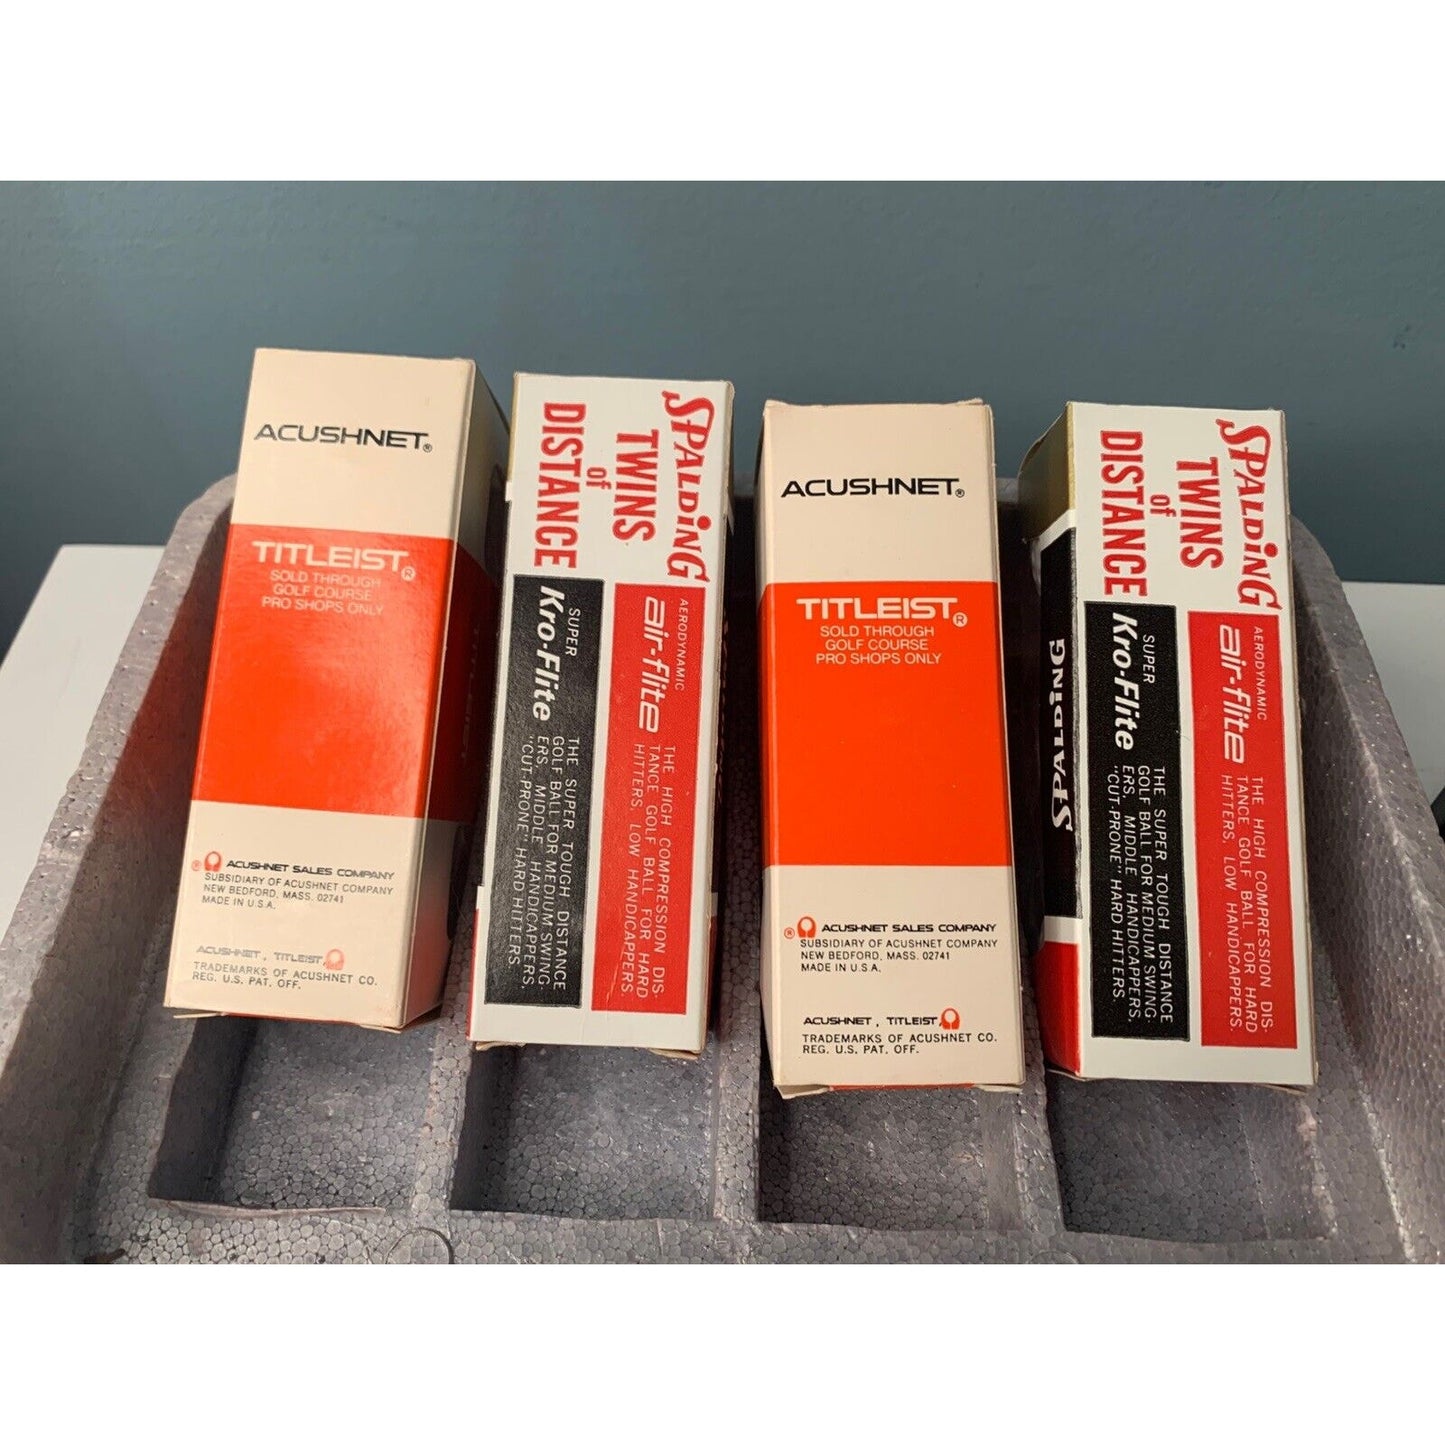 ACUSHNET®
TITLEIST®
SOLD THROUGH
GOLF COURSE
PRO SHOPS ONLY
® ACUSHNET SALES COMPANY
SUBSIDIARY OF ACUSHNET COMPANY
NEW BEDFORD, MASS. 02741
MADE IN U.S.A.
ACUSHNET, TITLEIST,
TRADEMARKS OF ACUSHNET CO.
REG. U.S. PAT. OFF.
TITLEIST
SPALDING
TWINS
OF
DISTANCE
AERODYNAMIC
air-flite
THE HIGH COMPRESSION DIS-
TANCE GOLF BALL FOR HARD
HITTERS, LOW HANDICAPPERS.
SUPER
Kro-Flite
THE SUPER TOUGH DISTANCE
GOLF BALL FOR MEDIUM SWING-
ERS, MIDDLE HANDICAPPERS,
"CUT-PRONE" HARD HITTERS.
ACUSHNET®
TITLEIST®
SOLD THROUGH
GOLF COURSE
PRO SHOPS ONLY
® ACUSHNET SALES COMPANY
SUBSIDIARY OF ACUSHNET COMPANY
NEW BEDFORD, MASS. 02741
MADE IN U.S.A.
ACUSHNET, TITLEIST,
TRADEMARKS OF ACUSHNET CO.
REG. U.S. PAT. OFF.
SPALDING
SPALDING
TWINS
OF
DISTANCE
AERODYNAMIC
air-flite
THE HIGH COMPRESSION DIS-
TANCE GOLF BALL FOR HARD
HITTERS, LOW HANDICAPPERS.
SUPER
Kro-Flite
THE SUPER TOUGH DISTANCE
GOLF BALL FOR MEDIUM SWING-
ERS, MIDDLE HANDICAPPERS,
"CUT-PRONE" HARD HITTERS.